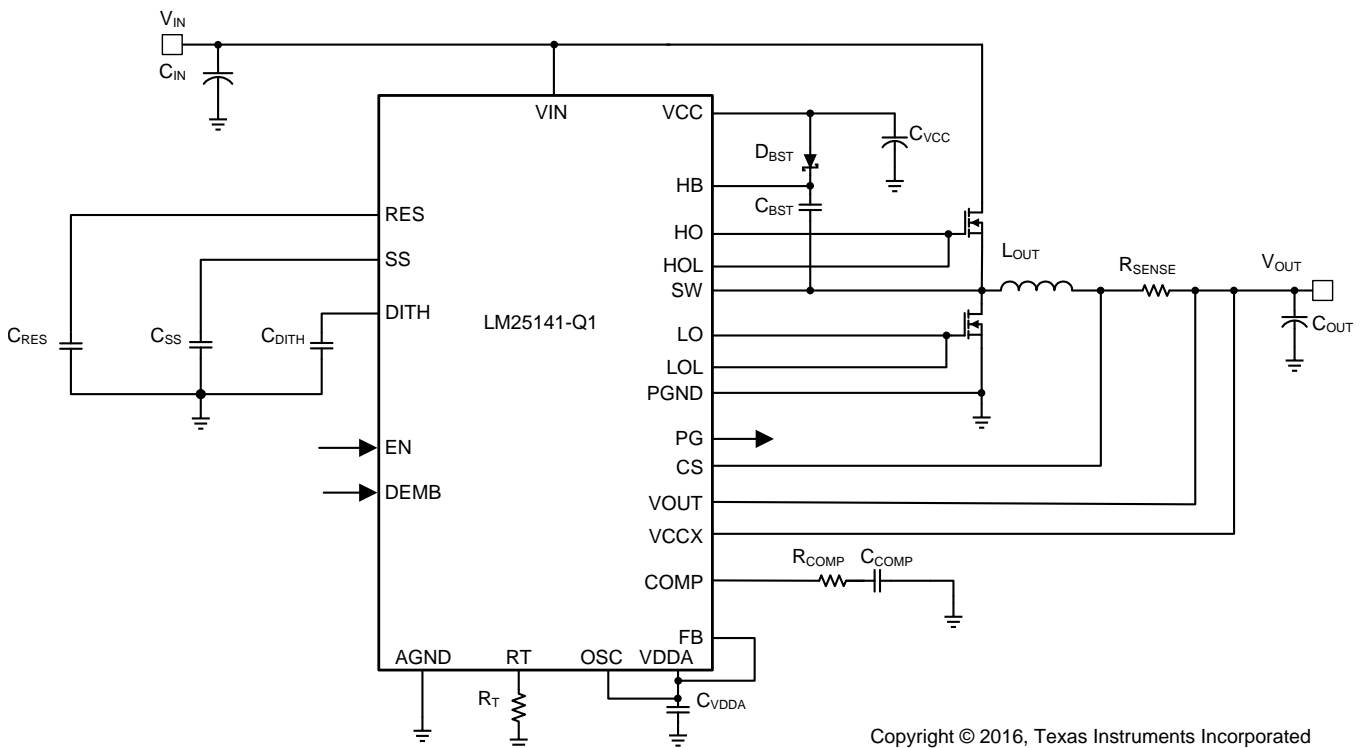 VIN
CIN
VIN
VCC
DBST
CVCC
HB
CBST
RES
HO
SS
HOL
LOUT
RSENSE
VOUT
SW
DITH
LM25141-Q1
LO
COUT
CRES
CSS
CDITH
LOL
PGND
EN
PG
CS
DEMB
VOUT
VCCX
RCOMP
CCOMP
COMP
FB
AGND
RT
OSC
VDDA
RT
CVDDA
Copyright © 2016, Texas Instruments Incorporated